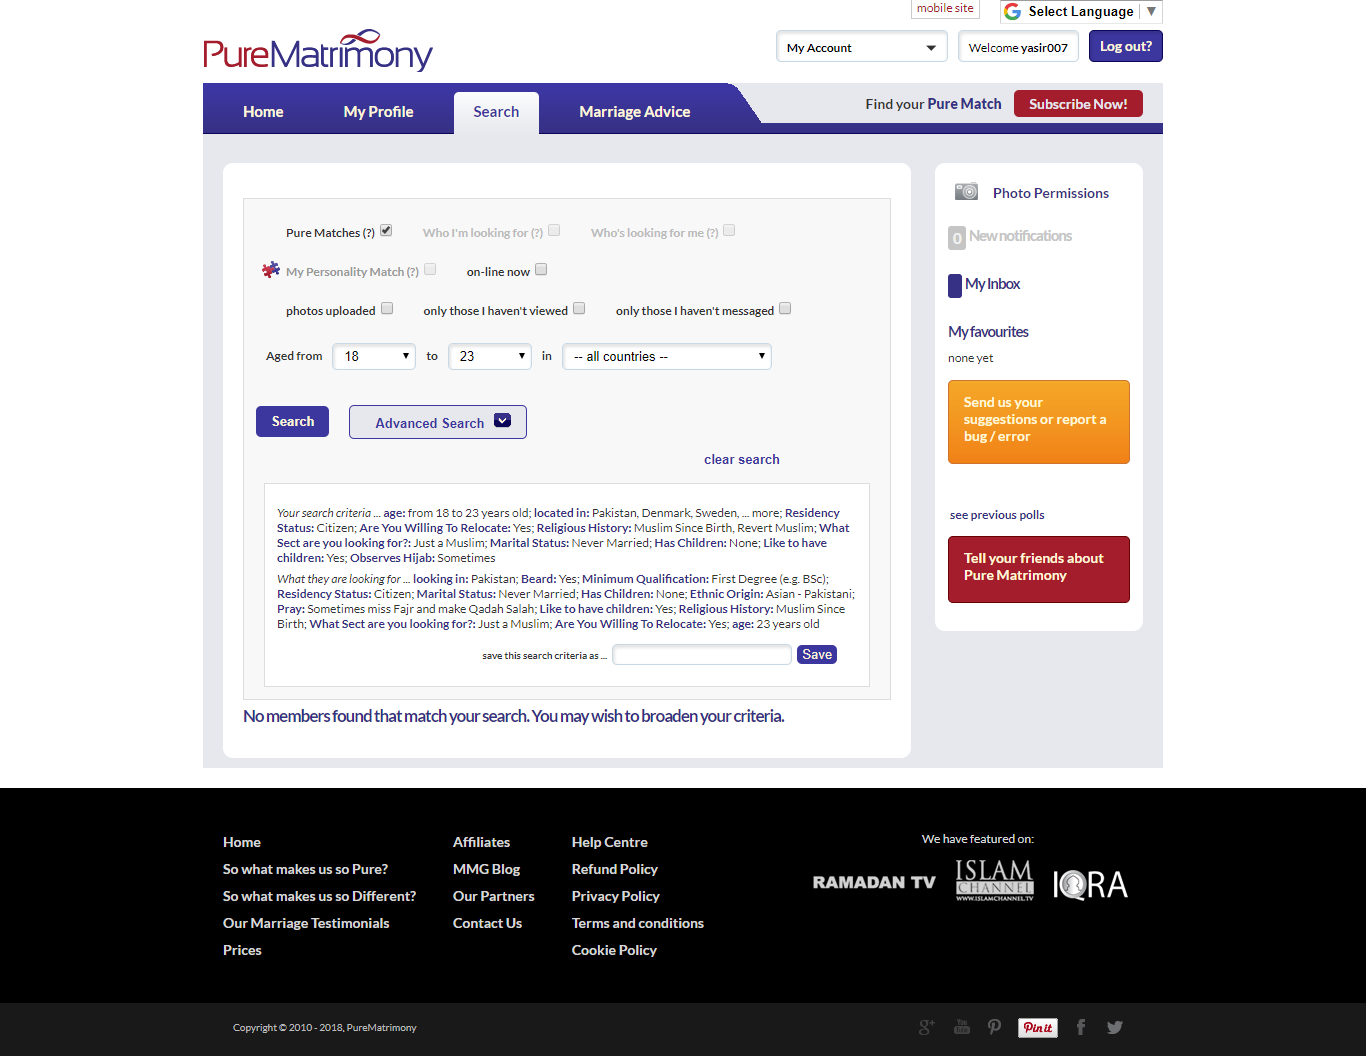 mobile site
Select Language ▼
PureMatrimony
My Account
Welcome yasir007
Log out?
Home
My Profile
Search
Marriage Advice
Find your Pure Match
Subscribe Now!
Pure Matches (?)
Who I'm looking for (?)
Who's looking for me (?)
My Personality Match (?)
on-line now
photos uploaded
only those I haven't viewed
only those I haven't messaged
Aged from 18 to 23 in -- all countries --
Search
Advanced Search
clear search
Your search criteria ... age: from 18 to 23 years old; located in: Pakistan, Denmark, Sweden, ... more; Residency
Status: Citizen; Are You Willing To Relocate: Yes; Religious History: Muslim Since Birth, Revert Muslim; What
Sect are you looking for?: Just a Muslim; Marital Status: Never Married; Has Children: None; Like to have
children: Yes; Observes Hijab: Sometimes
What they are looking for ... looking in: Pakistan; Beard: Yes; Minimum Qualification: First Degree (e.g. BSc);
Residency Status: Citizen; Marital Status: Never Married; Has Children: None; Ethnic Origin: Asian - Pakistani;
Pray: Sometimes miss Fajr and make Qadah Salah; Like to have children: Yes; Religious History: Muslim Since
Birth; What Sect are you looking for?: Just a Muslim; Are You Willing To Relocate: Yes; age: 23 years old
save this search criteria as ...
Save
No members found that match your search. You may wish to broaden your criteria.
Photo Permissions
0 New notifications
My Inbox
My favourites
none yet
Send us your
suggestions or report a
bug / error
see previous polls
Tell your friends about
Pure Matrimony
Home
So what makes us so Pure?
So what makes us so Different?
Our Marriage Testimonials
Prices
Affiliates
MMG Blog
Our Partners
Contact Us
Help Centre
Refund Policy
Privacy Policy
Terms and conditions
Cookie Policy
We have featured on:
RAMADAN TV
ISLAM
CHANNEL
WWW.ISLAMCHANNEL.TV
IQRA
Copyright © 2010 - 2018, PureMatrimony
g+
You
Tube
Pin it
f